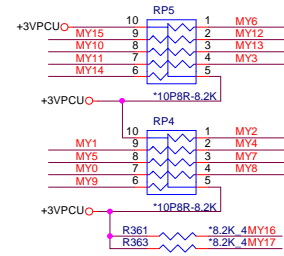 RP5
+3VPCU 10 1 MY6
MY15 9 2 MY12
MY10 8 3 MY13
MY11 7 4 MY3
MY14 6 5
+3VPCU *10P8R-8.2K
RP4
10 1 MY2
MY1 9 2 MY4
MY5 8 3 MY7
MY0 7 4 MY8
MY9 6 5
+3VPCU *10P8R-8.2K
R361 *8.2K_4 MY16
R363 *8.2K_4 MY17